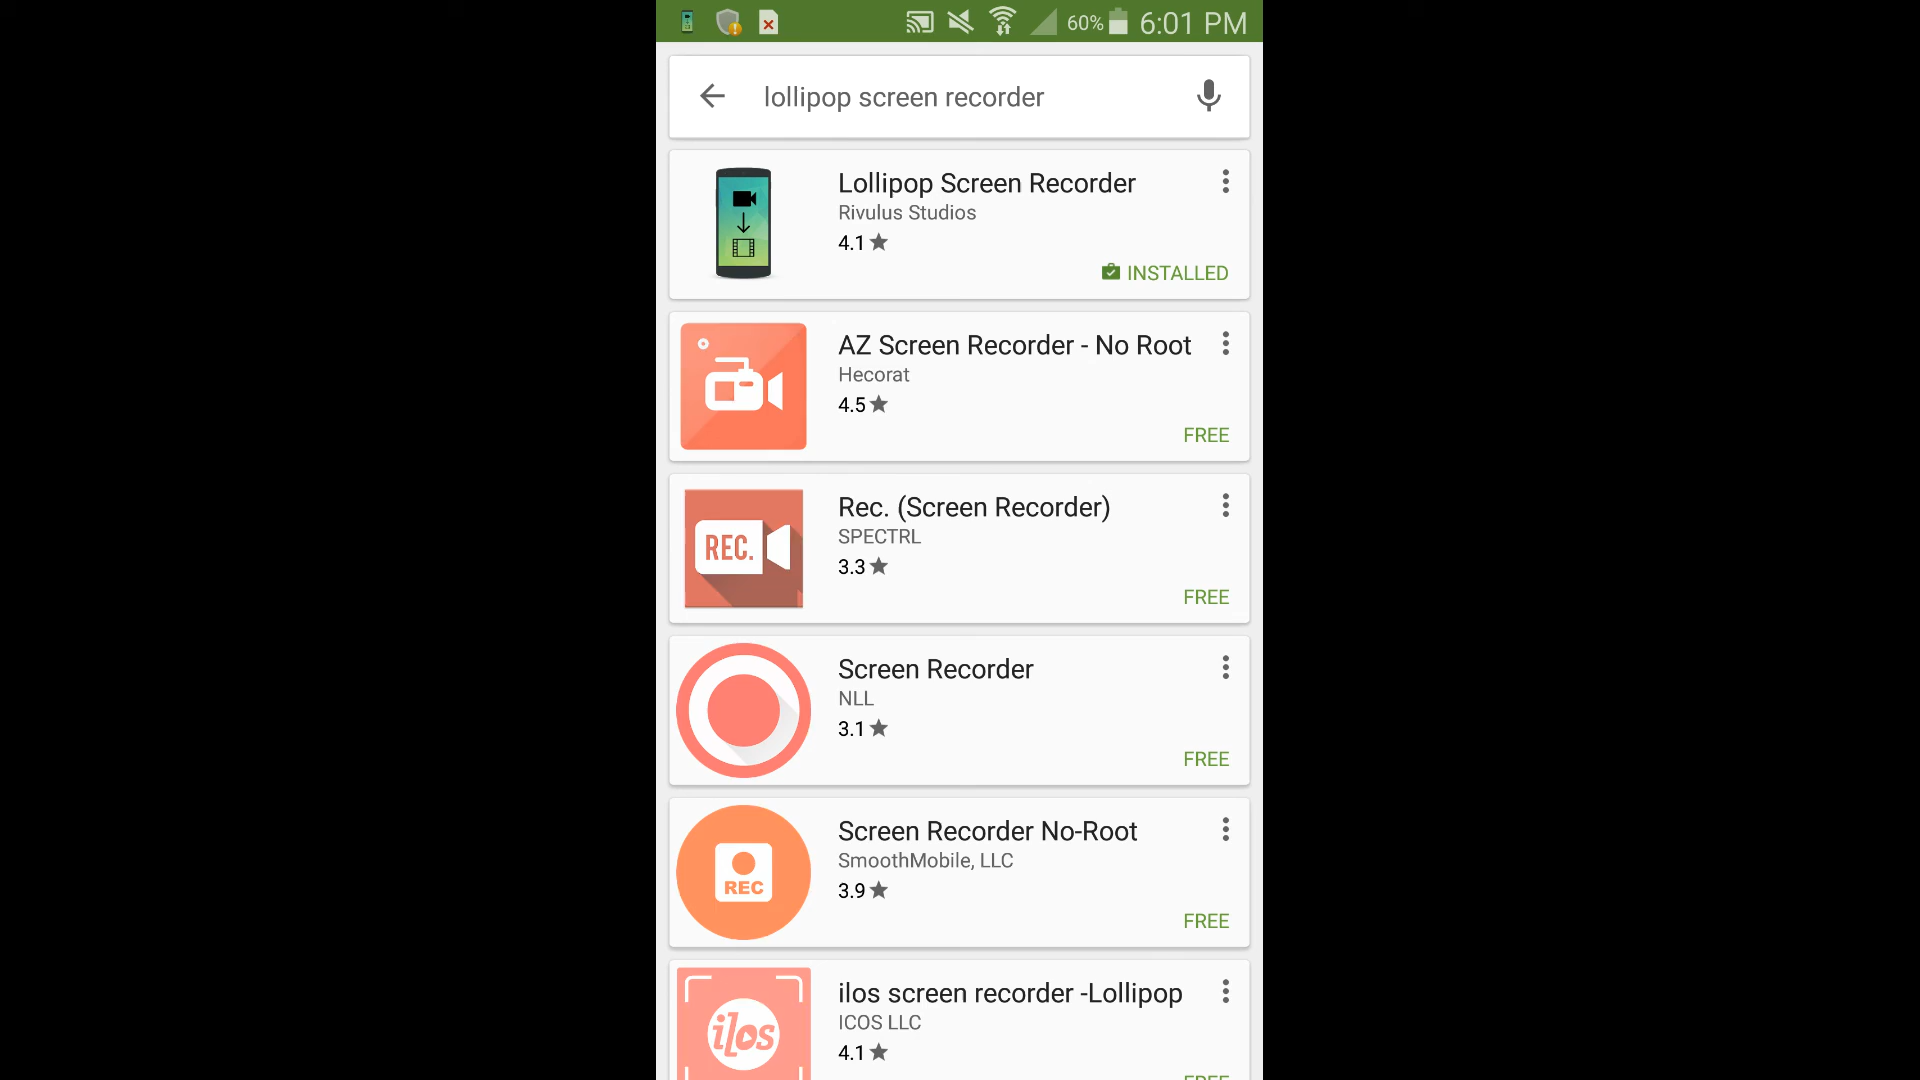 60% 6:01 PM
lollipop screen recorder
Lollipop Screen Recorder
Rivulus Studios
4.1
INSTALLED
AZ Screen Recorder - No Root
Hecorat
4.5
FREE
REC.
Rec. (Screen Recorder)
SPECTRL
3.3
FREE
Screen Recorder
NLL
3.1
FREE
REC
Screen Recorder No-Root
SmoothMobile, LLC
3.9
FREE
ilos
ilos screen recorder -Lollipop
ICOS LLC
4.1
FREE